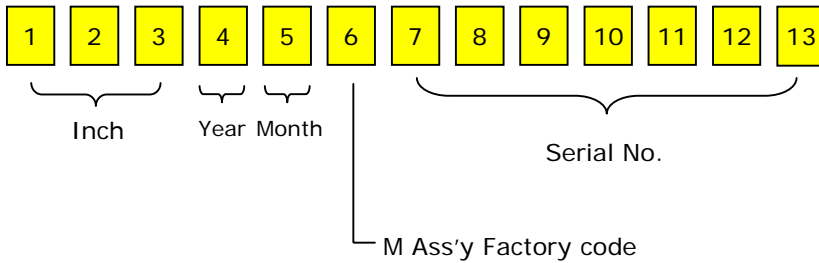 1 2 3 4 5 6 7 8 9 10 11 12 13
Inch Year Month
Serial No.
M Ass'y Factory code